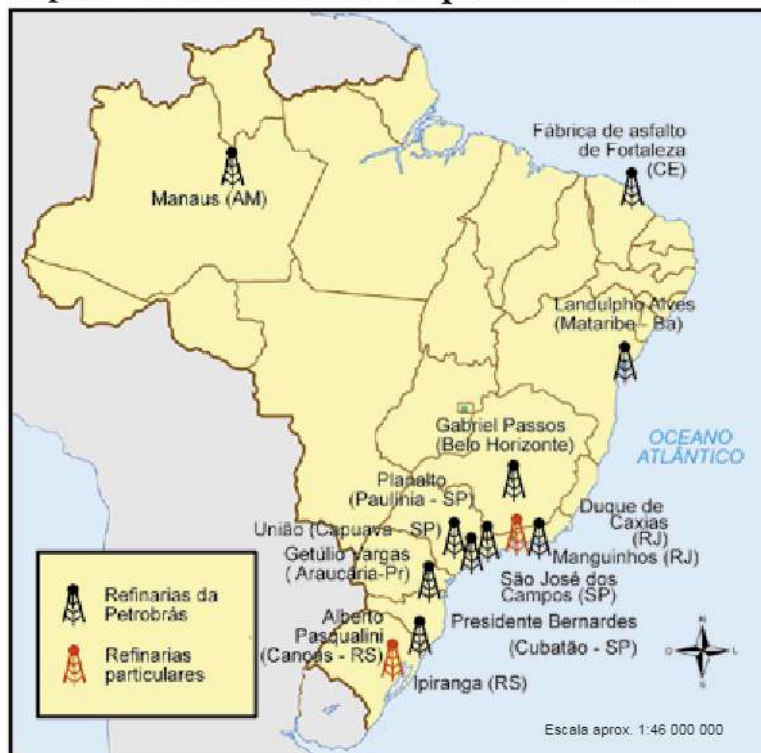 Fábrica de asfalto
de Fortaleza
(CE)
Manaus (AM)
Landulpho Alves
(Mataribe - Ba)
Gabriel Passos
(Belo Horizonte)
OCEANO
ATLÂNTICO
Planalto
(Paulínia - SP)
Duque de
Caxias
(RJ)
União (Capuava - SP)
Manguinhos (RJ)
Getúlio Vargas
( Araucária-Pr)
São José dos
Campos (SP)
Refinarias da
Petrobrás
Alberto
Pasqualini
(Canoas - RS)
Presidente Bernardes
(Cubatão - SP)
N
O
L
S
Refinarias
particulares
Ipiranga (RS)
Escala aprox. 1:46 000 000